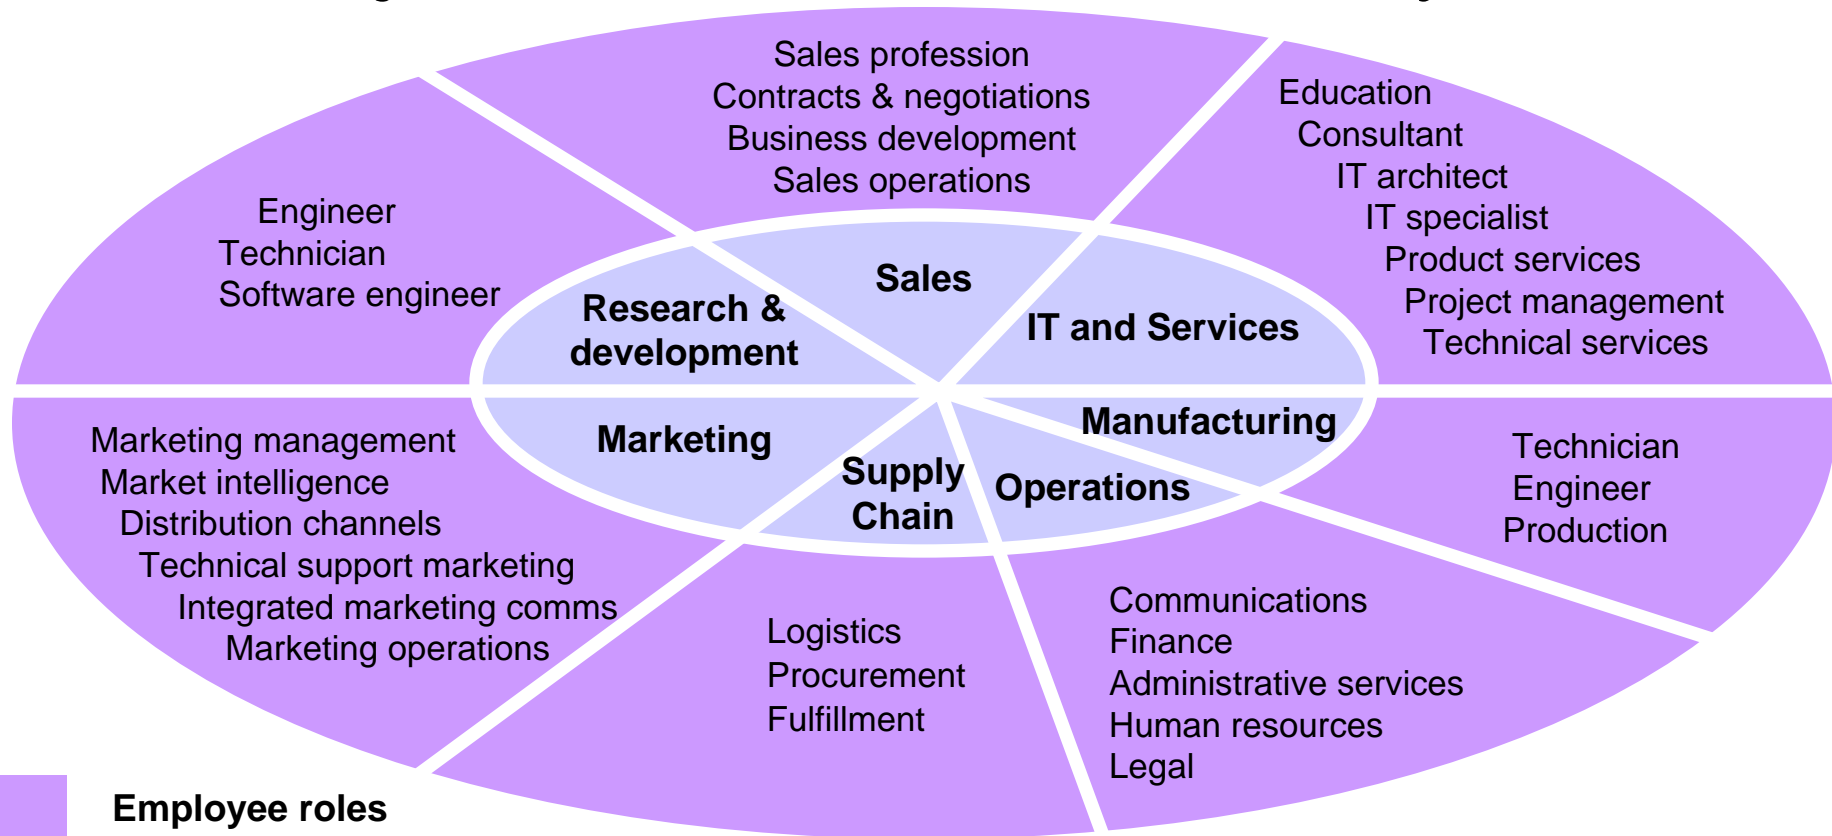 Sales profession
Contracts & negotiations
Business development
Sales operations
Education
Consultant
IT architect
IT specialist
Product services
Project management
Technical services
Engineer
Technician
Software engineer
Sales
Research &
development
IT and Services
Marketing
Manufacturing
Supply
Chain
Operations
Marketing management
Market intelligence
Distribution channels
Technical support marketing
Integrated marketing comms
Marketing operations
Technician
Engineer
Production
Logistics
Procurement
Fulfillment
Communications
Finance
Administrative services
Human resources
Legal
Employee roles